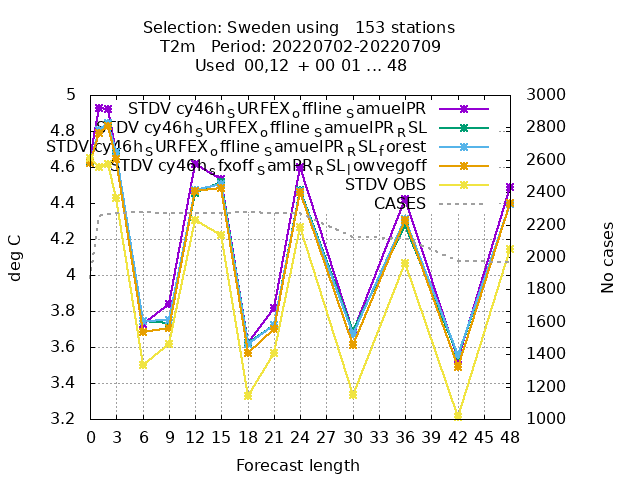 Selection: Sweden using 153 stations
T2m Period: 20220702-20220709
Used 00,12 + 00 01 ... 48
5
4.8
4.6
4.4
4.2
4
3.8
3.6
3.4
3.2
deg C
STDV cy46h_SURFEX_offline_samuelPR
STDV cy46h_SURFEX_offline_samuelPR_RSL
STDV cy46h_SURFEX_offline_samuelPR_RSL_forest
STDV cy46h_sfxoff_samPR_RSL_lowvegoff
STDV OBS
CASES
3000
2800
2600
2400
2200
2000
1800
1600
1400
1200
1000
No cases
0 3 6 9 12 15 18 21 24 27 30 33 36 39 42 45 48
Forecast length